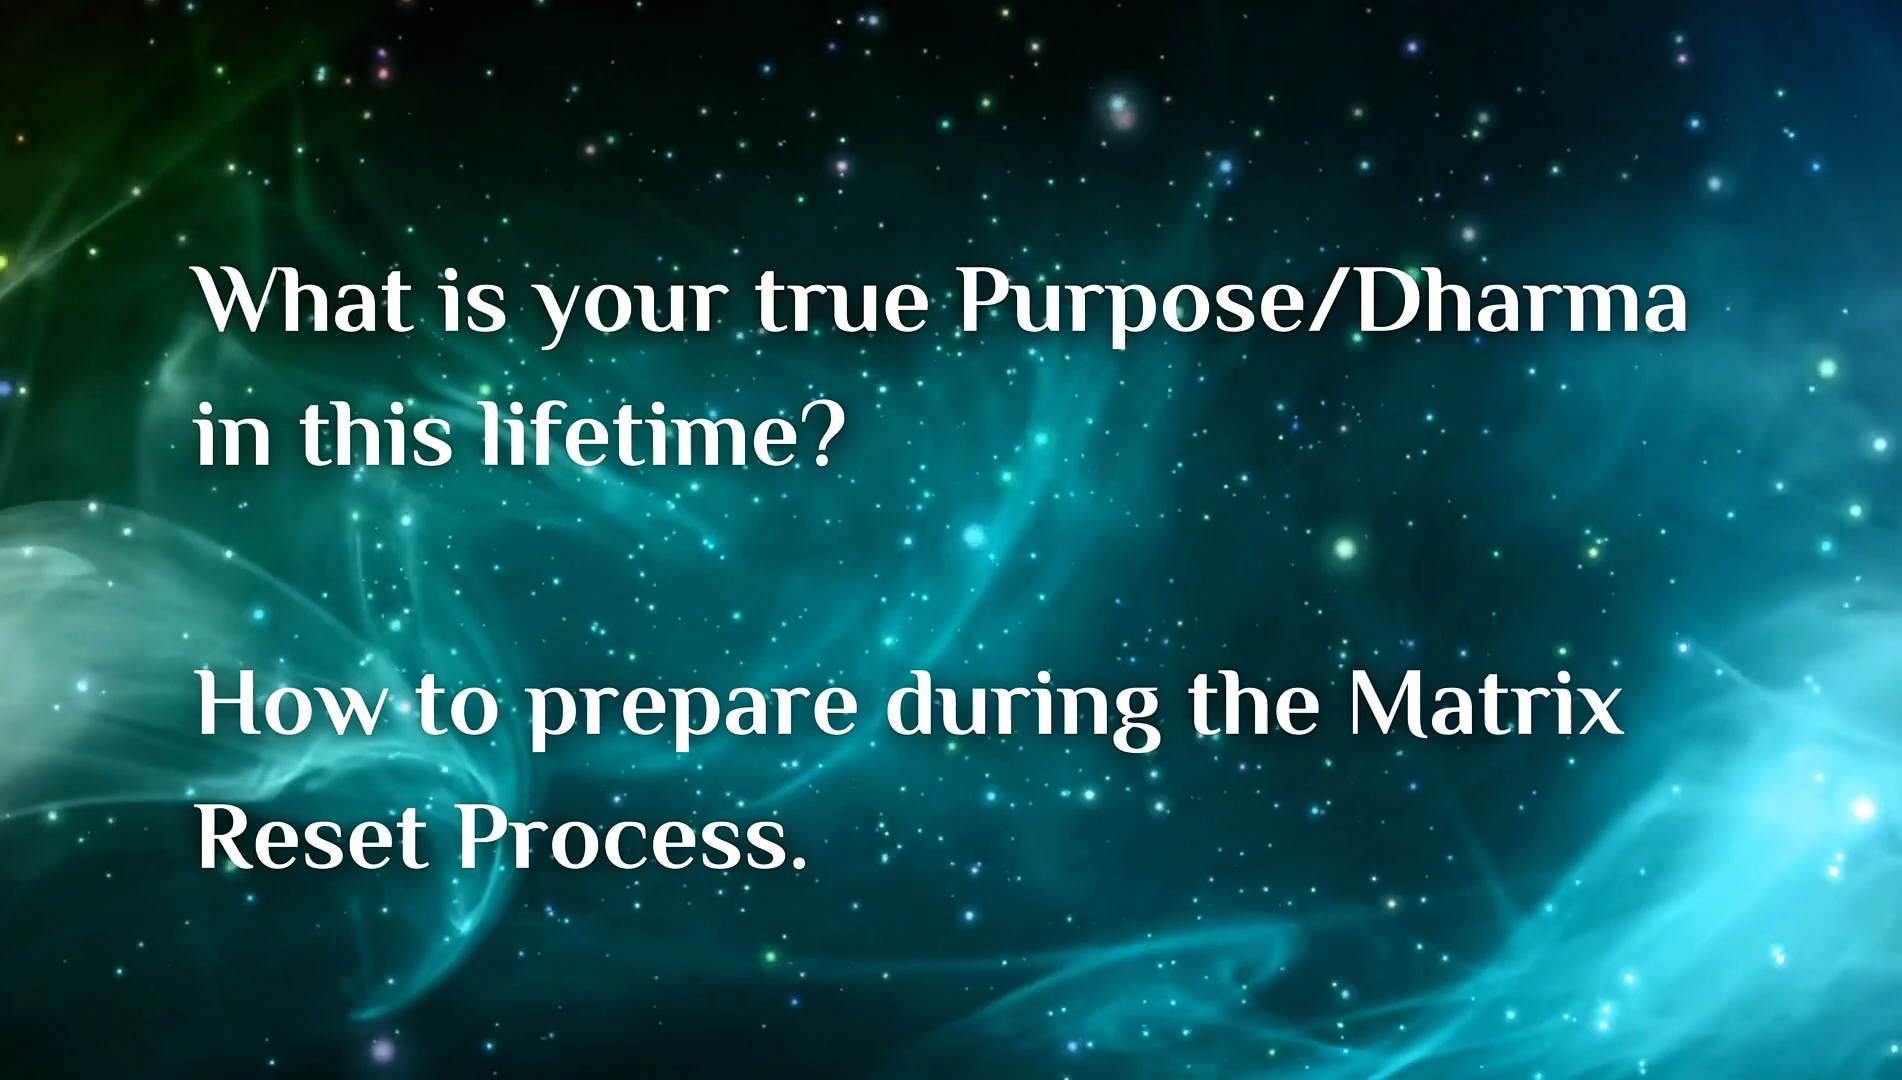 What is your true Purpose/Dharma
in this lifetime?
How to prepare during the Matrix
Reset Process.